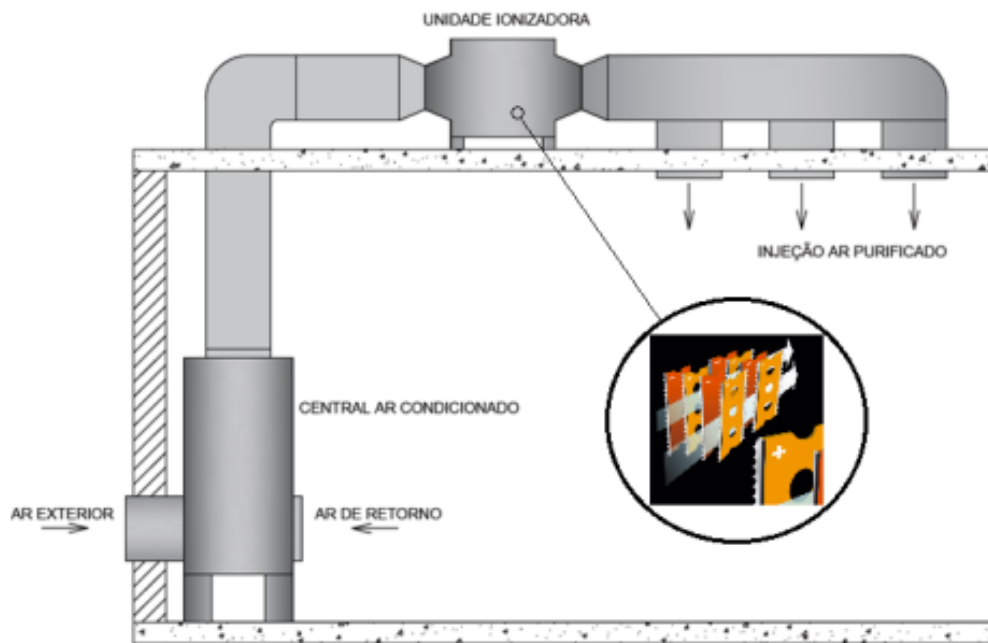 UNIDADE IONIZADORA
INJEÇÃO AR PURIFICADO
CENTRAL AR CONDICIONADO
AR EXTERIOR
AR DE RETORNO